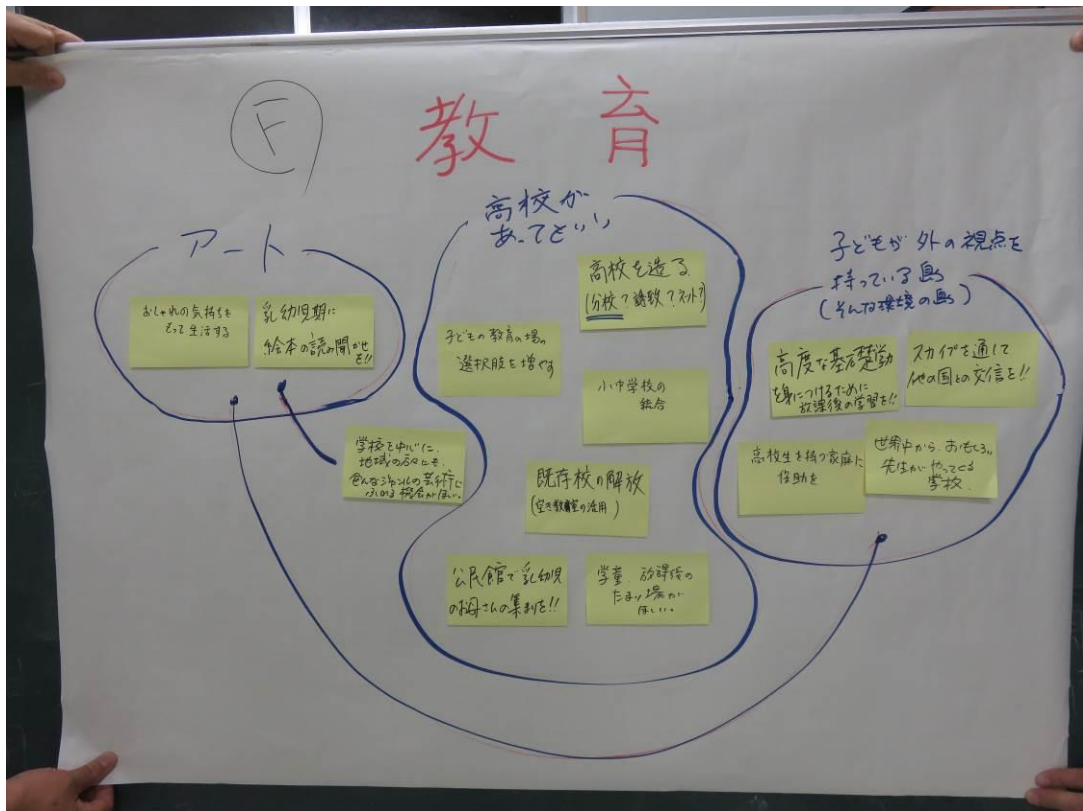 F
教育
アート
おしゃれの気持ちを
もって生活する
乳幼児期に
絵本の読み聞かせ
を!!
学校を中心に、
地域の方々にも、
色んなジャンルの芸術に
ふれる機会がほしい。
高校が
あってもいい
高校を造る
(分校?誘致?ネット?)
子どもの教育の場の
選択肢を増やす
小中学校の
統合
既存校の解放
(空き教室の活用)
公民館で乳幼児
のお母さんの集まりを!!
学童、放課後の
たまり場が
ほしい。
子どもが外の視点を
持っている島
(そんな環境の島)
高度な基礎
を身につけるために
放課後の学習を!!
スカイプを通して
他の国との交信を!!
高校生を持つ家庭に
補助を
世界中から、おもしろい
先生がやってくる
学校